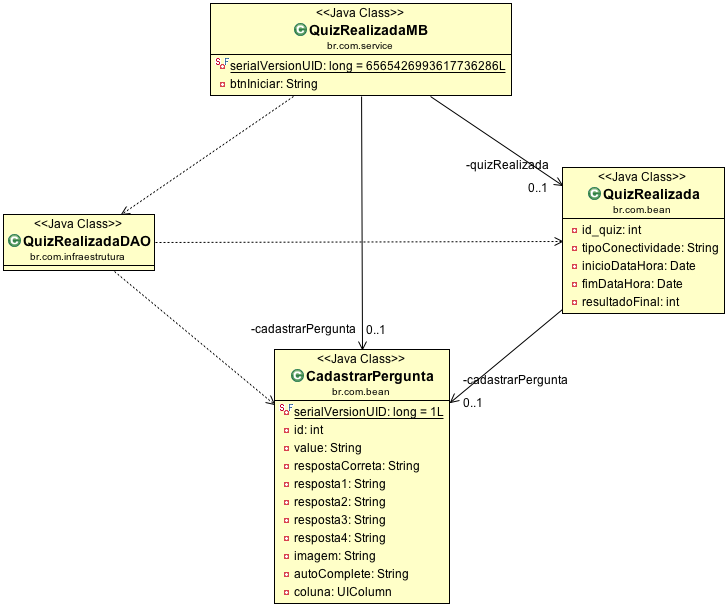 <<Java Class>>
QuizRealizadaMB
br.com.service
serialVersionUID: long = 6565426993617736286L
btnIniciar: String
-quizRealizada
0..1
<<Java Class>>
QuizRealizada
br.com.bean
id_quiz: int
tipoConectividade: String
inicioDataHora: Date
fimDataHora: Date
resultadoFinal: int
<<Java Class>>
QuizRealizadaDAO
br.com.infraestrutura
-cadastrarPergunta
0..1
-cadastrarPergunta
0..1
<<Java Class>>
CadastrarPergunta
br.com.bean
serialVersionUID: long = 1L
id: int
value: String
respostaCorreta: String
resposta1: String
resposta2: String
resposta3: String
resposta4: String
imagem: String
autoComplete: String
coluna: UIColumn